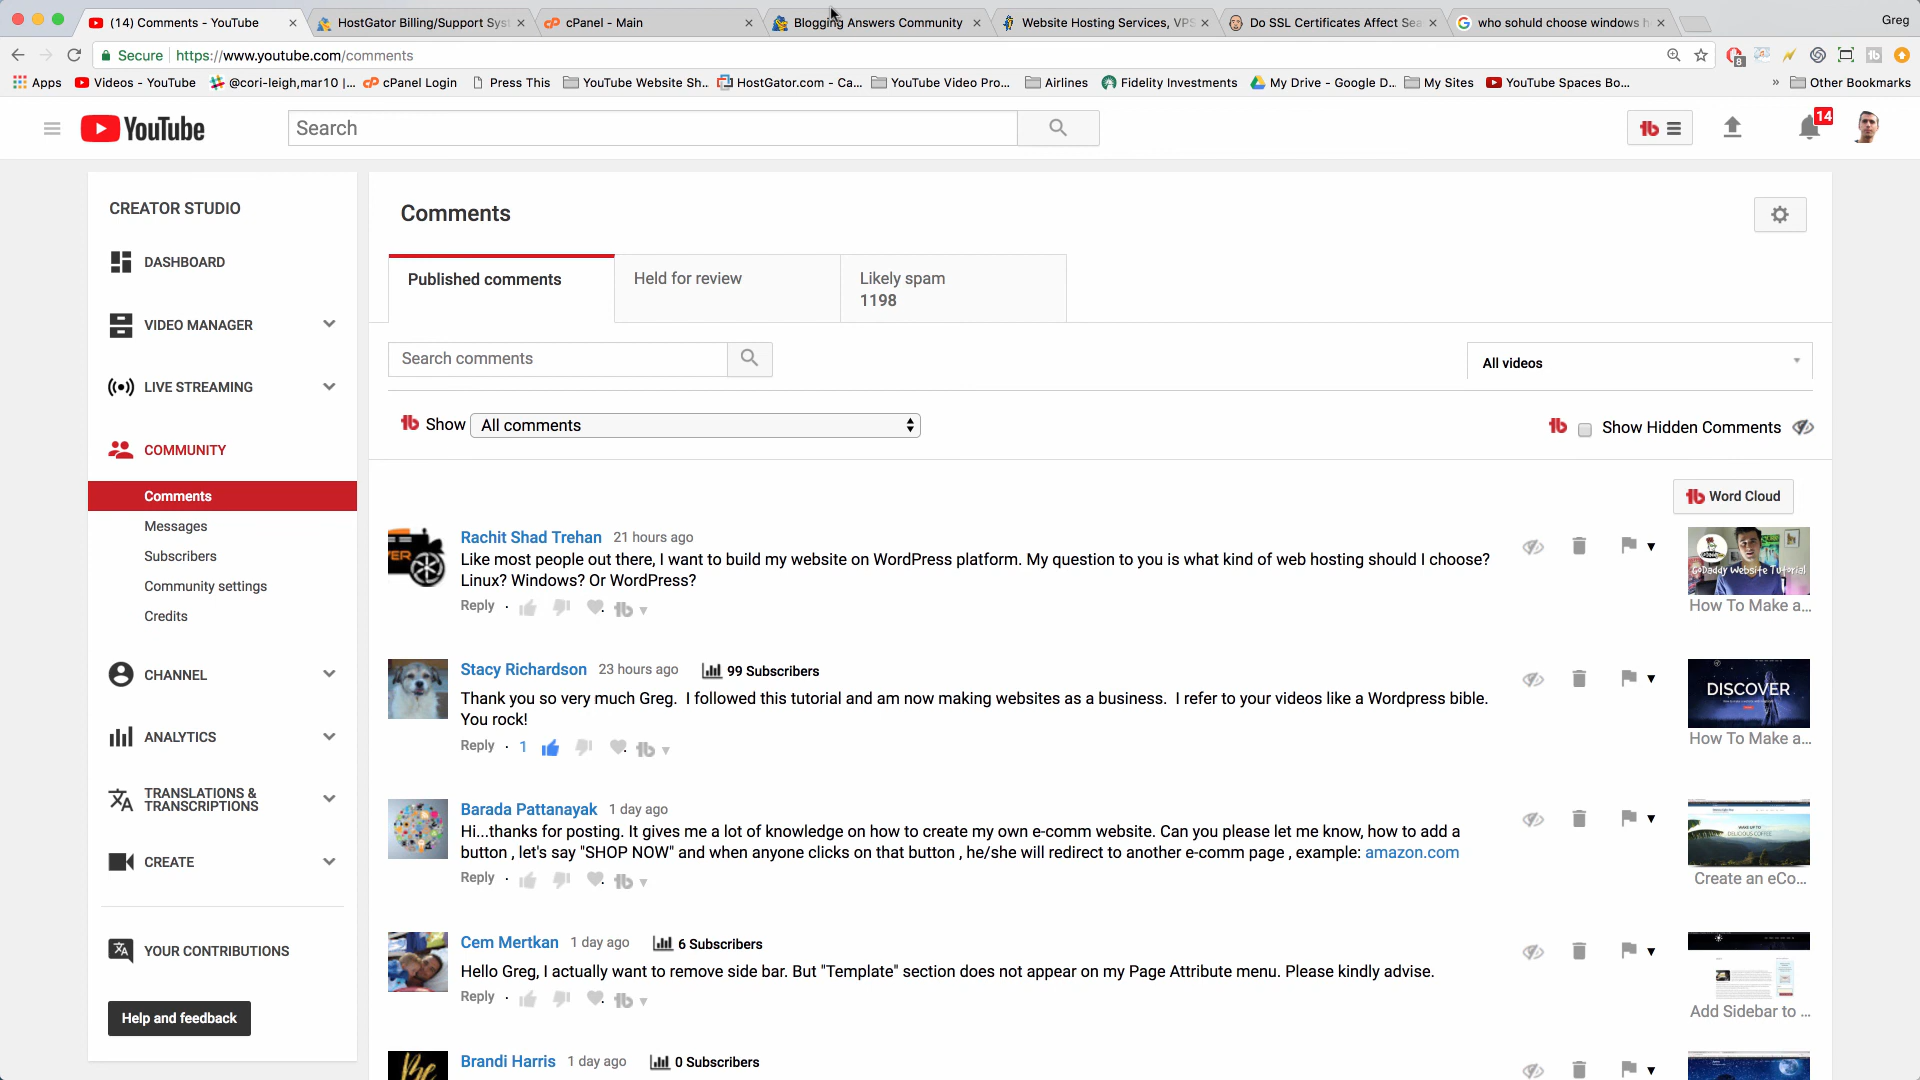 (14) Comments - YouTube
HostGator Billing/Support Sys
cPanel - Main
Blogging Answers Community
Website Hosting Services, VPS
Do SSL Certificates Affect Sea
who sohuld choose windows h
Greg
Secure
https://www.youtube.com/comments
8
Apps
Videos - YouTube
@cori-leigh,mar10 |...
cPanel Login
Press This
YouTube Website Sh...
HostGator.com - Ca...
YouTube Video Pro...
Airlines
Fidelity Investments
My Drive - Google D...
My Sites
YouTube Spaces Bo...
»
Other Bookmarks
YouTube
Search
14
CREATOR STUDIO
DASHBOARD
VIDEO MANAGER
LIVE STREAMING
COMMUNITY
Comments
Messages
Subscribers
Community settings
Credits
CHANNEL
ANALYTICS
TRANSLATIONS &
TRANSCRIPTIONS
CREATE
YOUR CONTRIBUTIONS
Help and feedback
Comments
Published comments
Held for review
Likely spam
1198
Search comments
All videos
Show
All comments
Show Hidden Comments
Word Cloud
Rachit Shad Trehan 21 hours ago
Like most people out there, I want to build my website on WordPress platform. My question to you is what kind of web hosting should I choose?
Linux? Windows? Or WordPress?
Reply ·
GoDaddy Website Tutorial
How To Make a...
Stacy Richardson 23 hours ago 99 Subscribers
Thank you so very much Greg. I followed this tutorial and am now making websites as a business. I refer to your videos like a Wordpress bible.
You rock!
Reply · 1
DISCOVER
How To Make a...
Barada Pattanayak 1 day ago
Hi...thanks for posting. It gives me a lot of knowledge on how to create my own e-comm website. Can you please let me know, how to add a
button , let's say "SHOP NOW" and when anyone clicks on that button , he/she will redirect to another e-comm page , example: amazon.com
Reply ·
WAKE UP TO
DELICIOUS COFFEE
Create an eCo...
Cem Mertkan 1 day ago 6 Subscribers
Hello Greg, I actually want to remove side bar. But "Template" section does not appear on my Page Attribute menu. Please kindly advise.
Reply ·
Add Sidebar to ...
Brandi Harris 1 day ago 0 Subscribers
Be